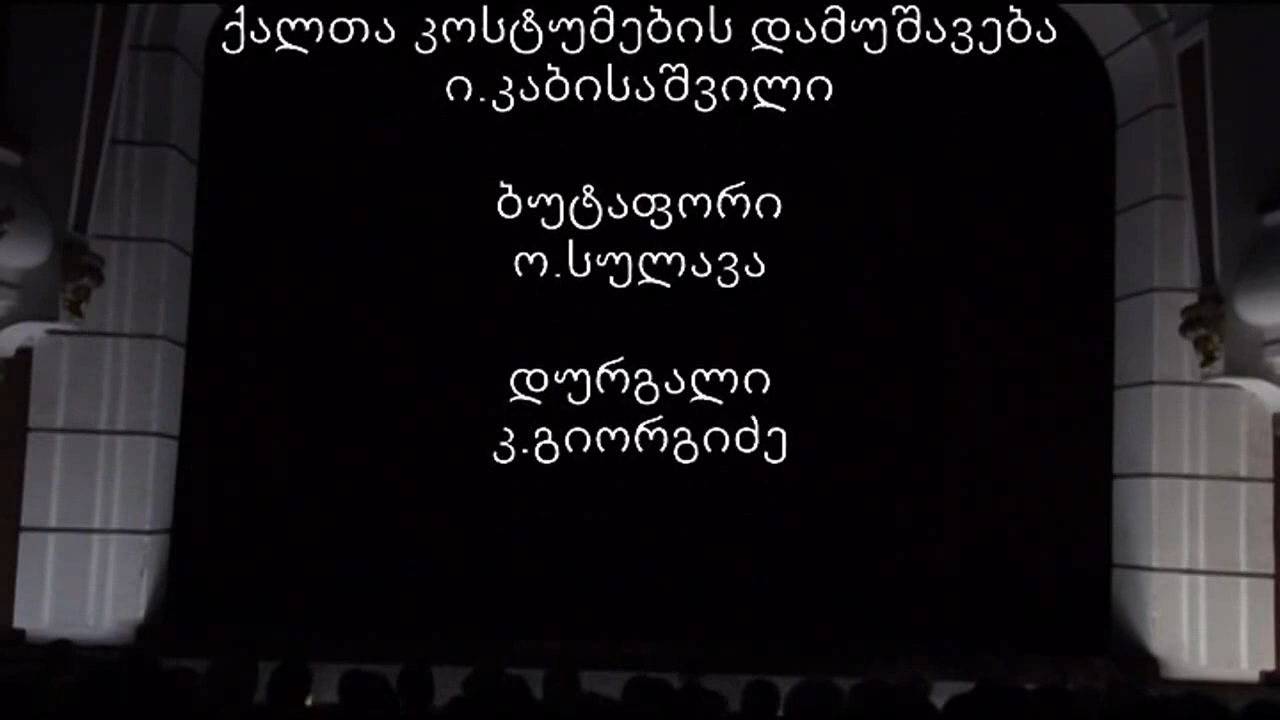 ქალთა კოსტუმების დამუშავება
ი.კაბისაშვილი
ბუტაფორი
ო.სულავა
დურგალი
კ.გიორგიძე